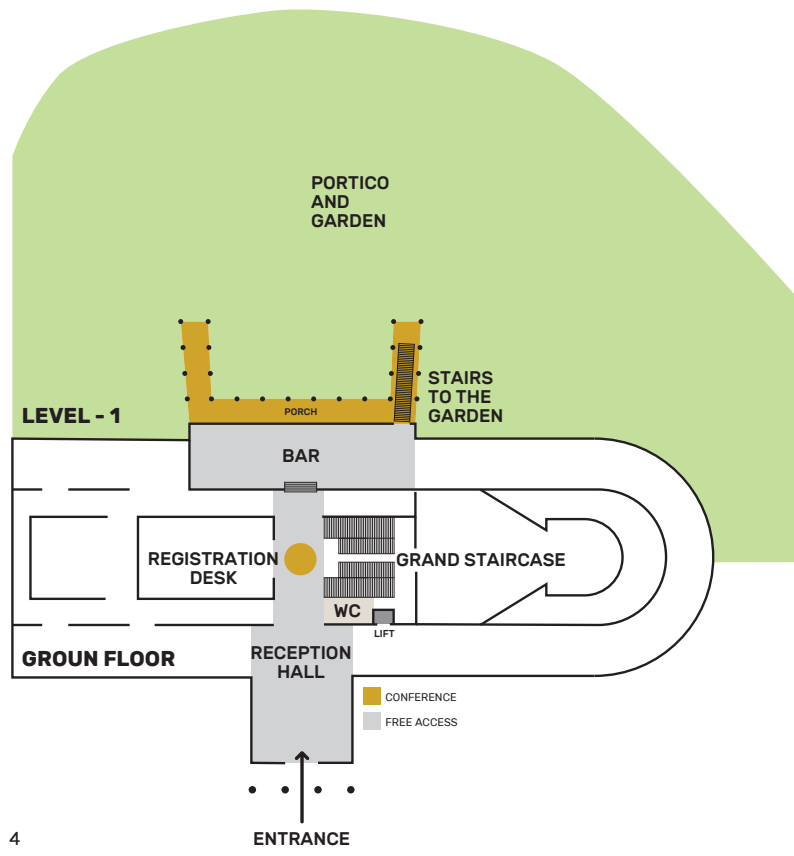 PORTICO
AND
GARDEN
STAIRS
TO THE
GARDEN
LEVEL - 1
PORCH
BAR
REGISTRATION
DESK
GRAND STAIRCASE
WC
LIFT
GROUN FLOOR
RECEPTION
HALL
CONFERENCE
FREE ACCESS
4
ENTRANCE